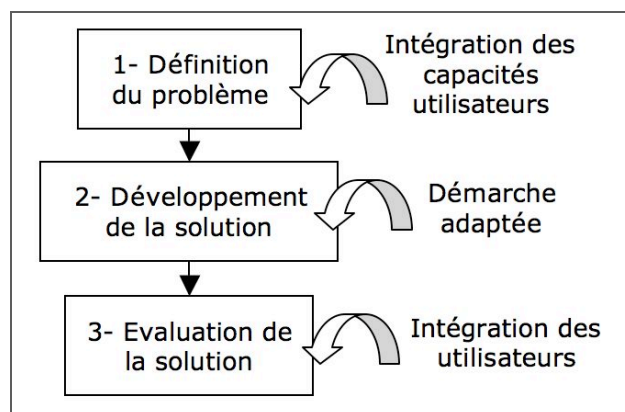 1- Définition
du problème
Intégration des
capacités
utilisateurs
2- Développement
de la solution
Démarche
adaptée
3- Evaluation de
la solution
Intégration des
utilisateurs